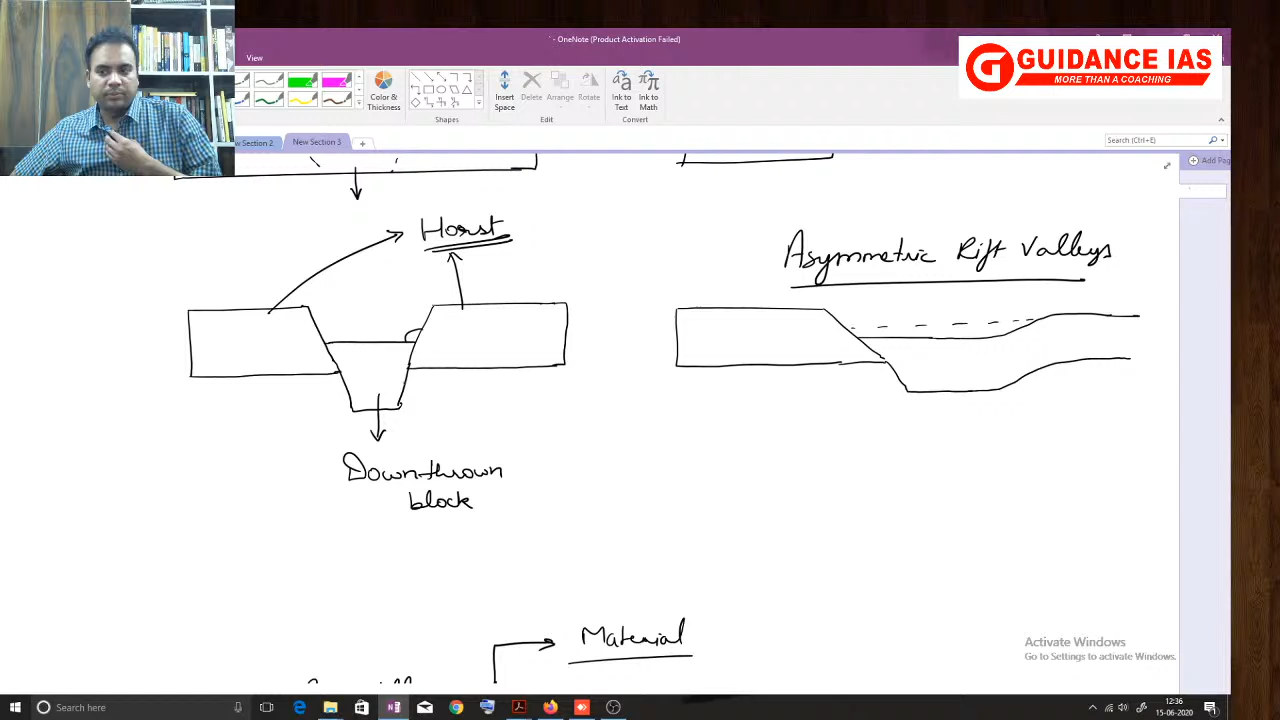 - OneNote (Product Activation Failed)
GUIDANCE IAS
MORE THAN A COACHING
View
Color &
Thickness
Insert
Space
Delete
Arrange
Rotate
Ink to
Text
Ink to
Math
Shapes
Edit
Convert
Section 2
New Section 3
Search (Ctrl+E)
Add Pag
Horst
Asymmetric Rift Valleys
Downthrown
block
Material
Activate Windows
Go to Settings to activate Windows.
Search here
12:36
15-06-2020